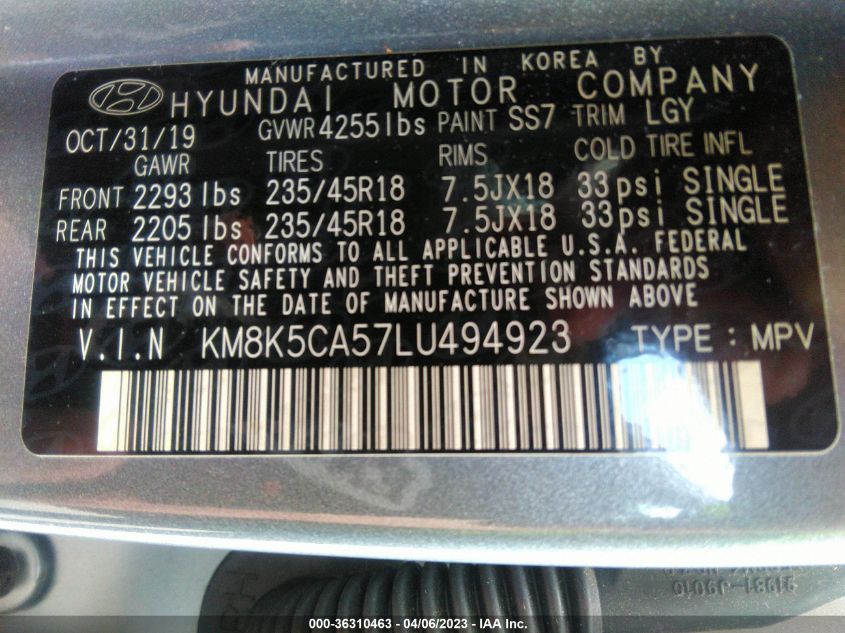 MANUFACTURED IN KOREA BY
HYUNDAI MOTOR COMPANY
OCT/31/19 GVWR 4255lbs PAINT SS7 TRIM LGY
GAWR TIRES RIMS COLD TIRE INFL
FRONT 2293 lbs 235/45R18 7.5JX18 33psi SINGLE
REAR 2205 lbs 235/45R18 7.5JX18 33psi SINGLE
THIS VEHICLE CONFORMS TO ALL APPLICABLE U.S.A. FEDERAL
MOTOR VEHICLE SAFETY AND THEFT PREVENTION STANDARDS
IN EFFECT ON THE DATE OF MANUFACTURE SHOWN ABOVE.
V.I.N KM8K5CA57LU494923 TYPE : MPV
000-36310463 - 04/06/2023 - IAA Inc.